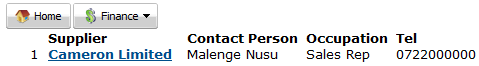 Home Finance
Supplier Contact Person Occupation Tel
1 Cameron Limited Malenge Nusu Sales Rep 0722000000